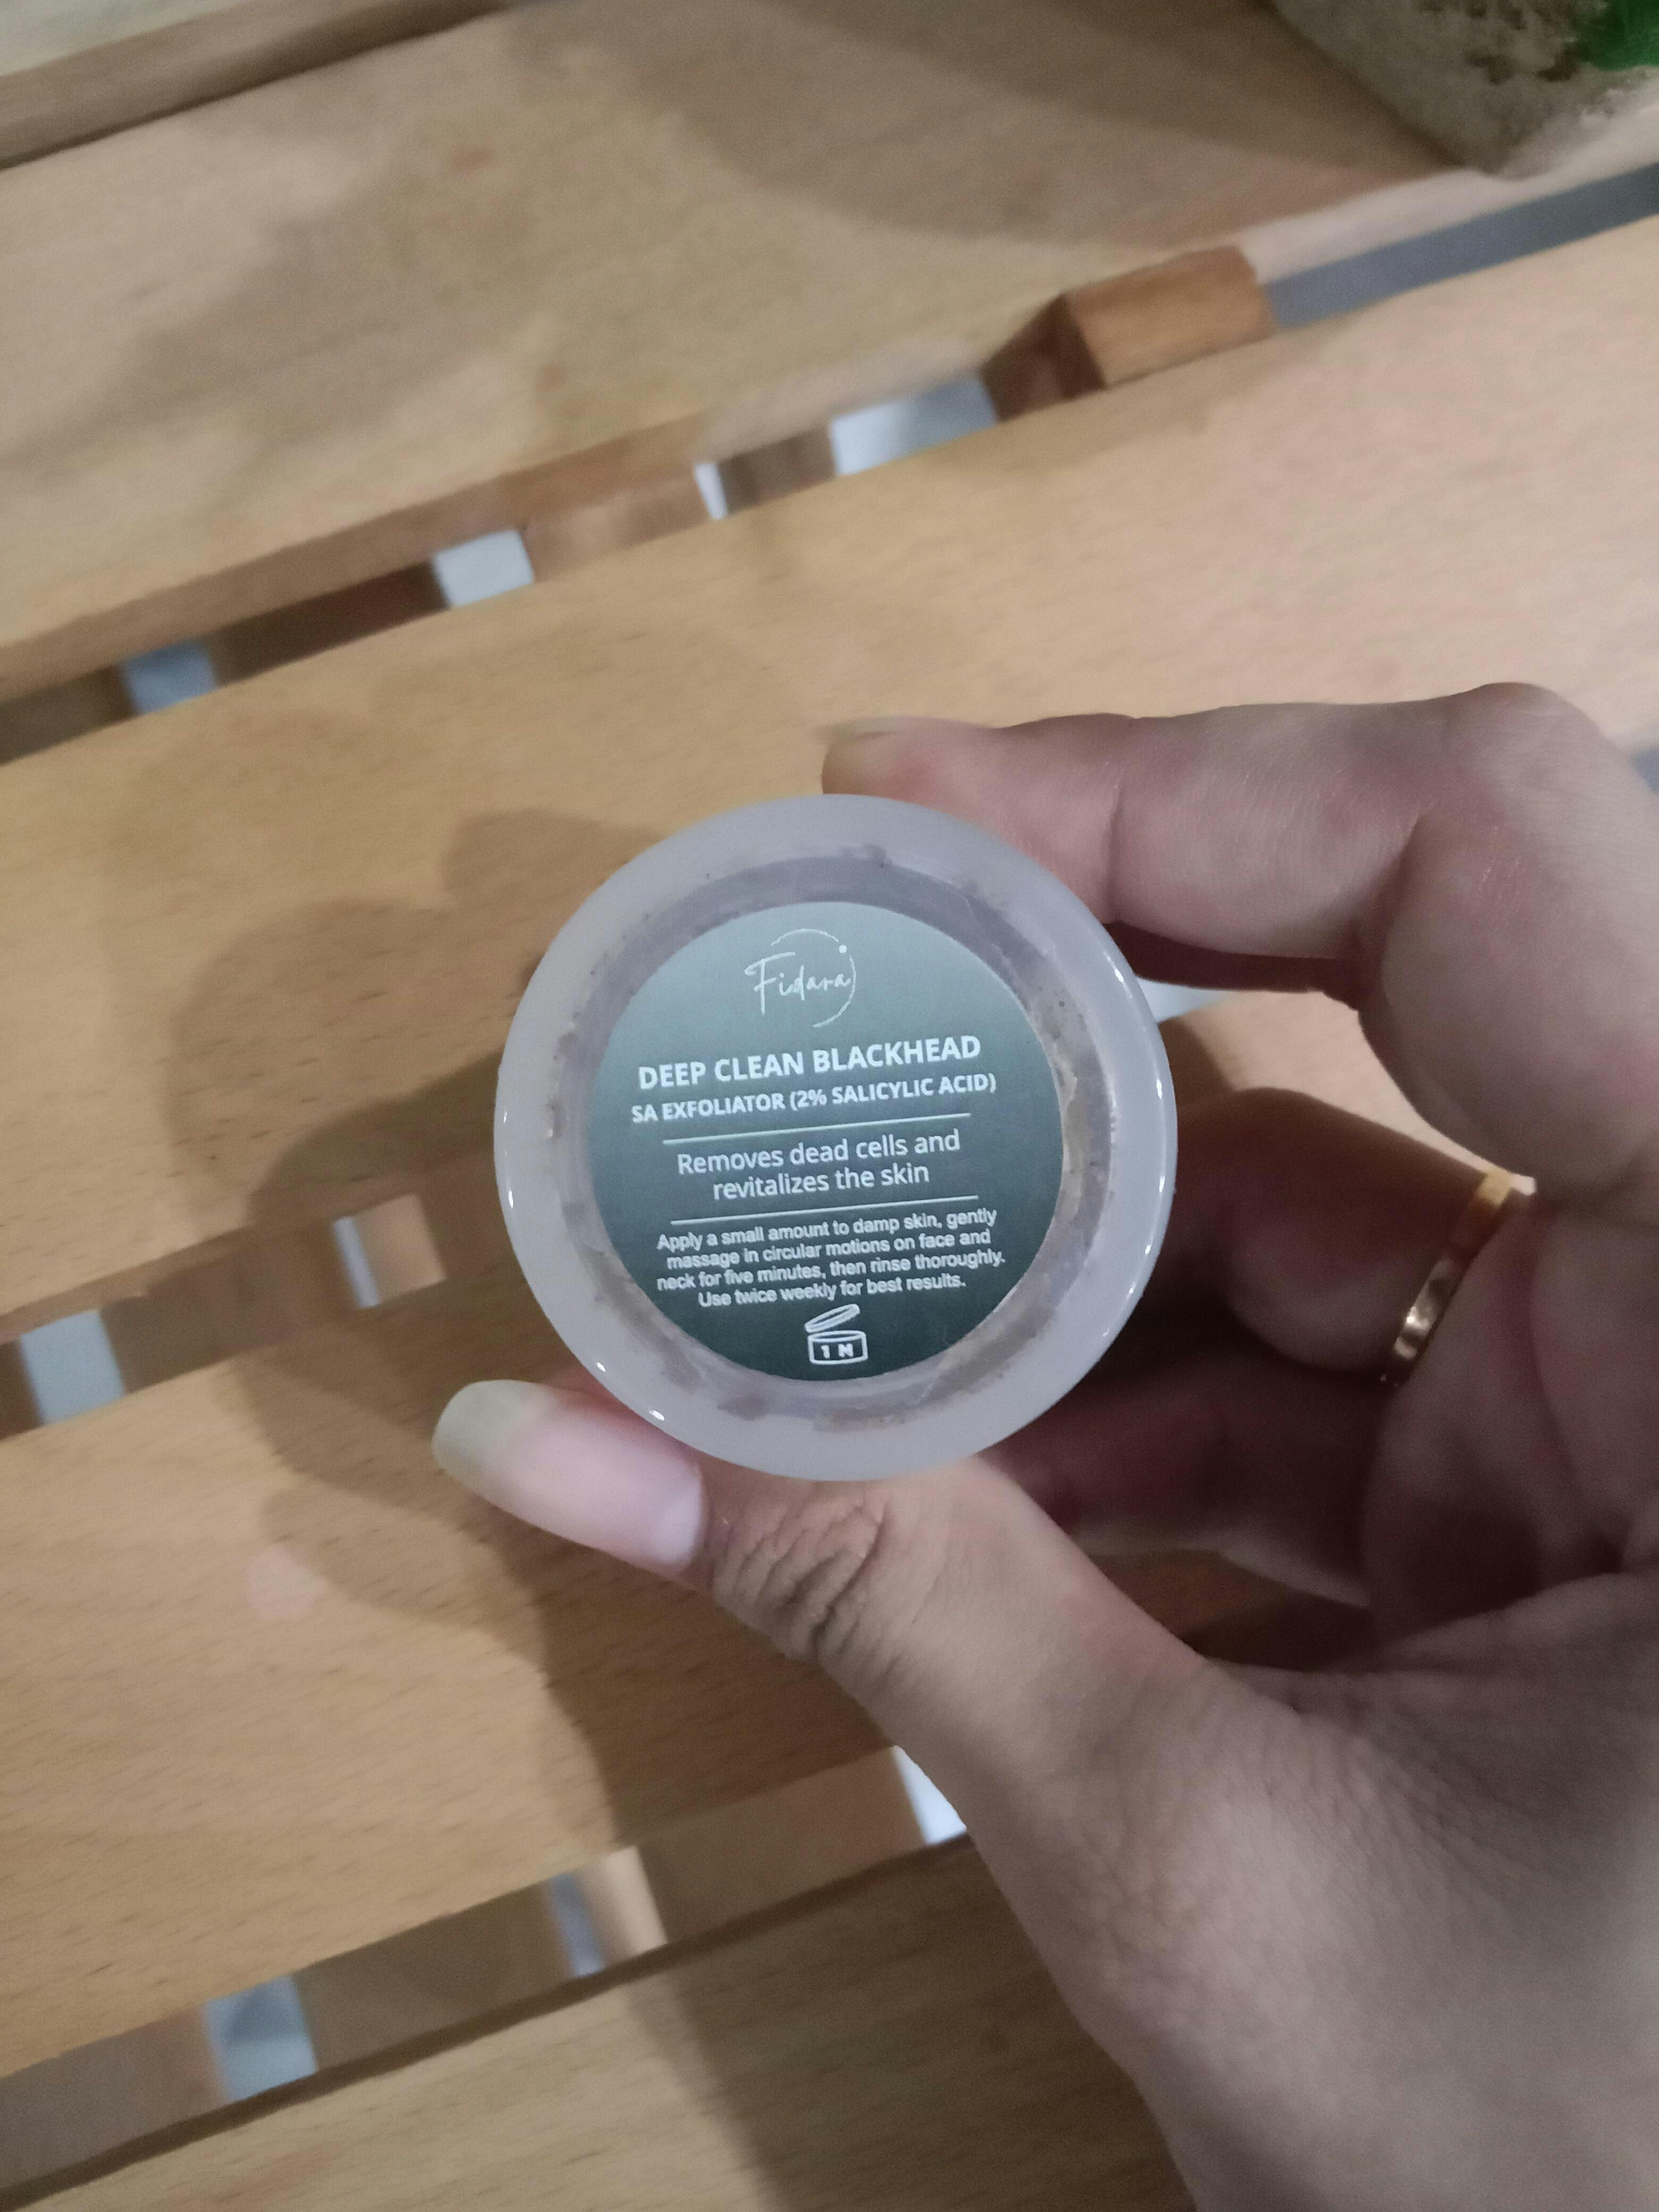 Fidara
DEEP CLEAN BLACKHEAD
SA EXFOLIATOR (2% SALICYLIC ACID)
Removes dead cells and
revitalizes the skin
Apply a small amount to damp skin, gently
massage in circular motions on face and
neck for five minutes, then rinse thoroughly.
Use twice weekly for best results.
1 M